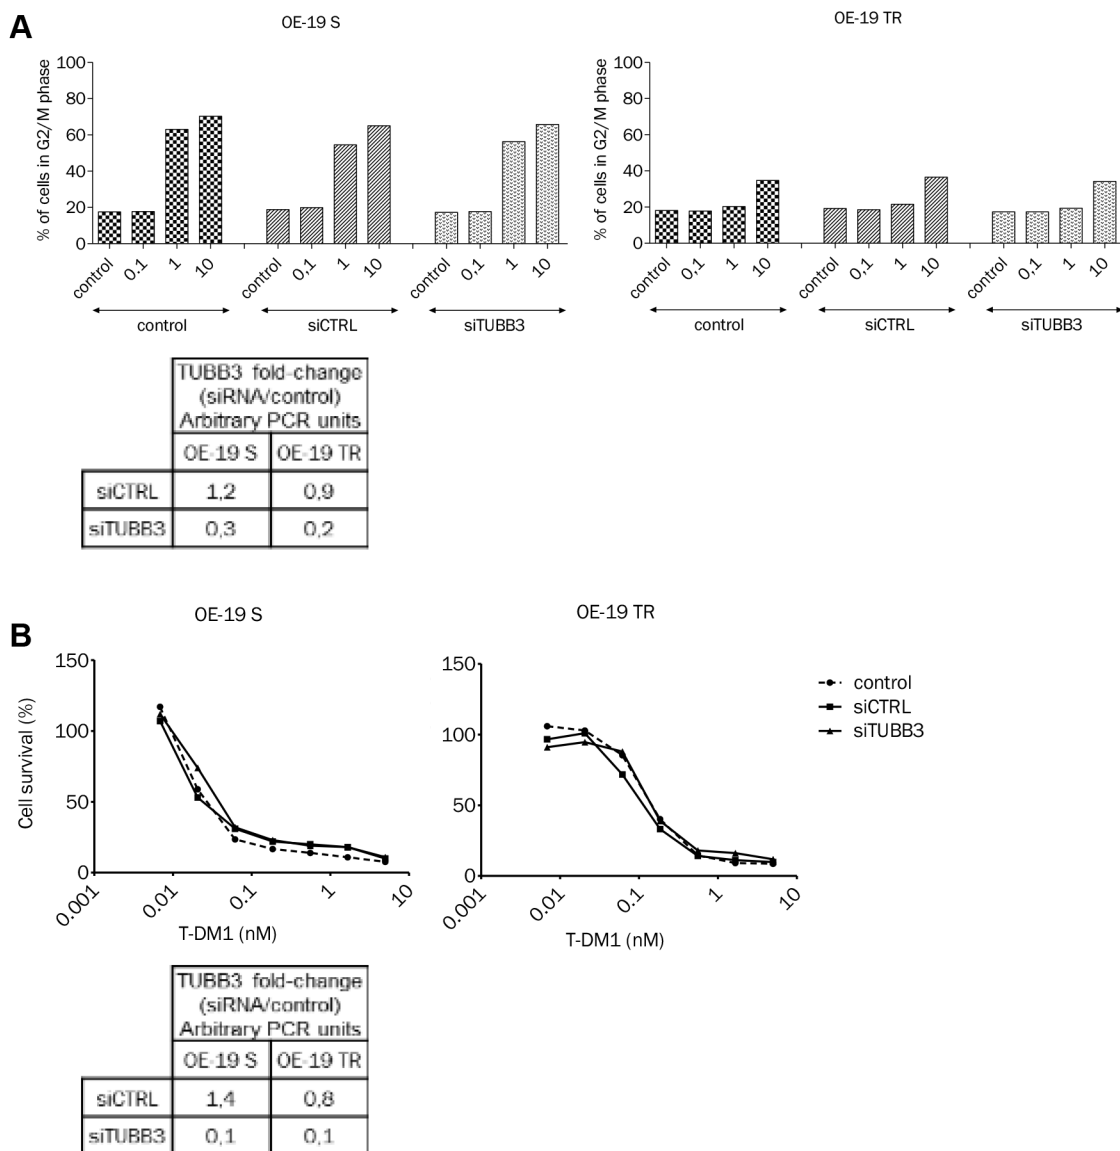 A
OE-19 S
OE-19 TR
% of cells in G2/M phase
100
80
60
40
20
0
control 0,1 1 10 control 0,1 1 10 control 0,1 1 10
control siCTRL siTUBB3
% of cells in G2/M phase
100
80
60
40
20
0
control 0,1 1 10 control 0,1 1 10 control 0,1 1 10
control siCTRL siTUBB3
TUBB3 fold-change
(siRNA/control)
Arbitrary PCR units
OE-19 S OE-19 TR
siCTRL 1,2 0,9
siTUBB3 0,3 0,2
B
OE-19 S
OE-19 TR
Cell survival (%)
150
100
50
0
0.001 0.01 0.1 1 10
T-DM1 (nM)
150
100
50
0
0.001 0.01 0.1 1 10
T-DM1 (nM)
control
siCTRL
siTUBB3
TUBB3 fold-change
(siRNA/control)
Arbitrary PCR units
OE-19 S OE-19 TR
siCTRL 1,4 0,8
siTUBB3 0,1 0,1